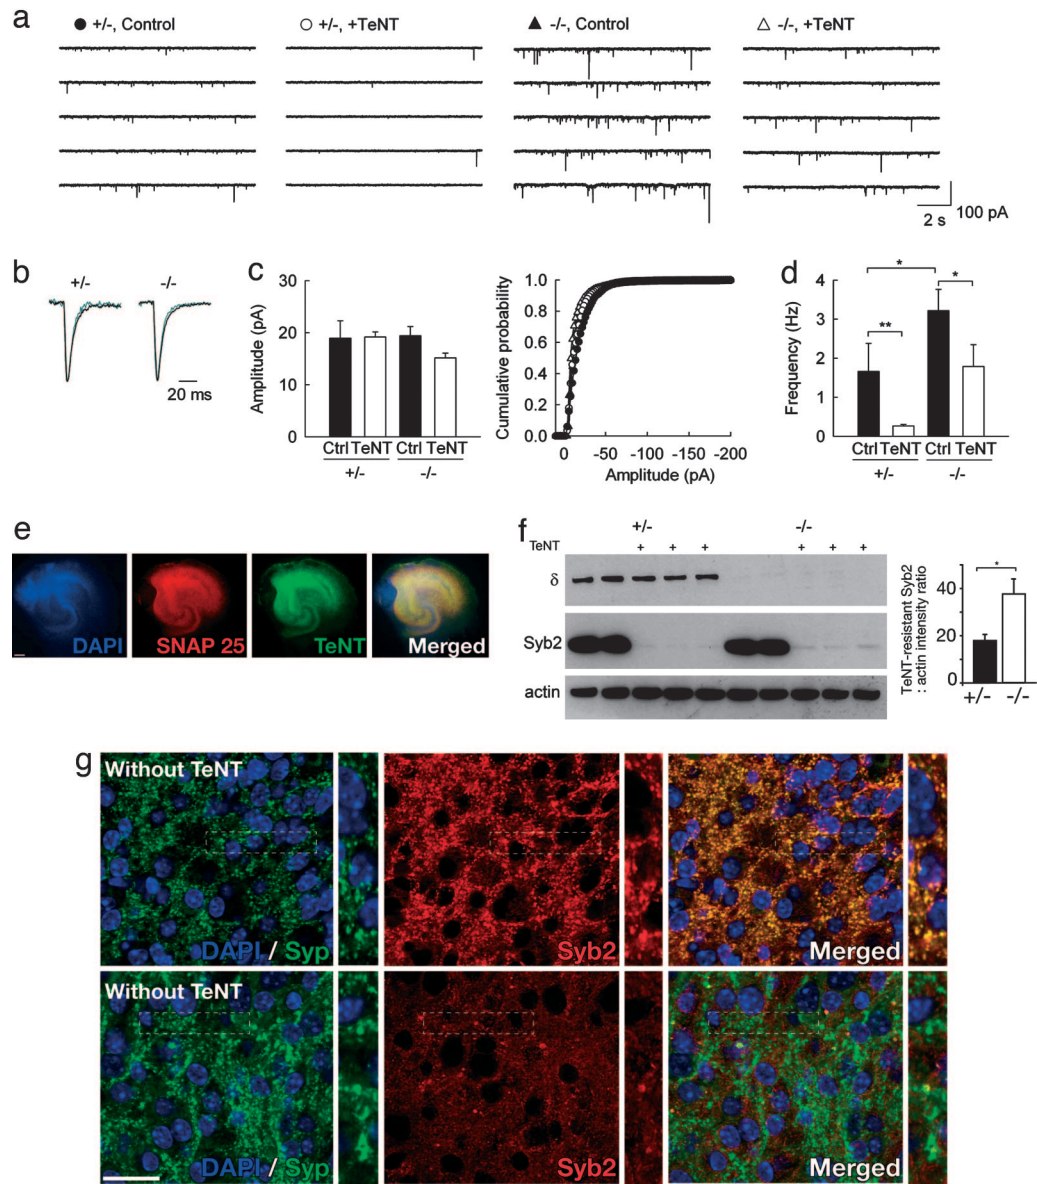 a
● +/-, Control
○ +/-, +TeNT
▲ -/-, Control
△ -/-, +TeNT
2 s
100 pA
b
+/-
-/-
20 ms
c
Amplitude (pA)
30
20
10
0
Ctrl TeNT
Ctrl TeNT
+/-
-/-
Cumulative probability
1.0
0.8
0.6
0.4
0.2
0.0
0 -50 -100 -150 -200
Amplitude (pA)
d
Frequency (Hz)
4
3
2
1
0
*
**
*
Ctrl TeNT
Ctrl TeNT
+/-
-/-
e
DAPI
SNAP 25
TeNT
Merged
f
+/-
-/-
TeNT
+ + +
+ + +
δ
Syb2
actin
TeNT-resistant Syb2
: actin intensity ratio
60
40
20
0
*
+/-
-/-
g
Without TeNT
DAPI / Syp
Syb2
Merged
Without TeNT
DAPI / Syp
Syb2
Merged